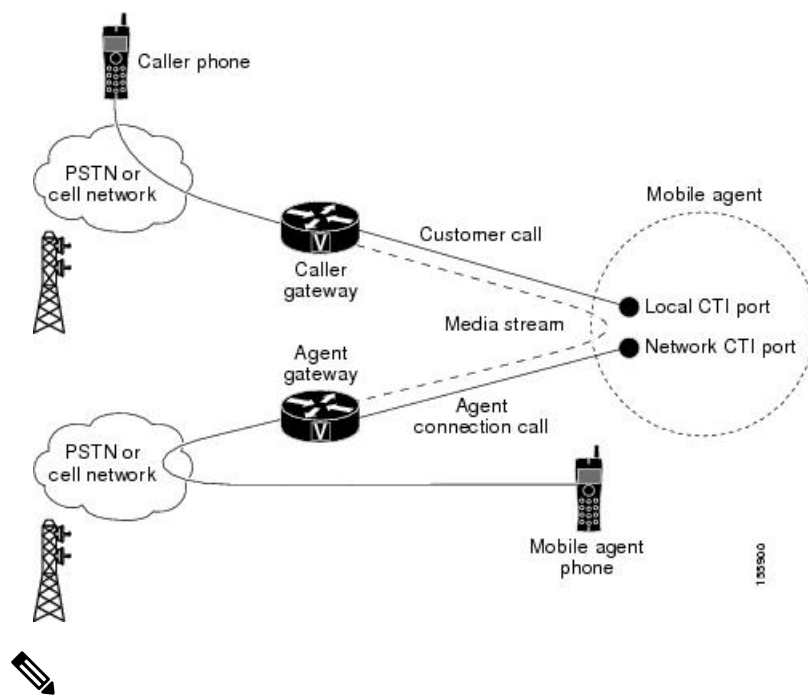 Caller phone
PSTN or
cell network
Mobile agent
Customer call
V
Caller
gateway
Local CTI port
Media stream
Network CTI port
Agent
gateway
V
Agent
connection call
PSTN or
cell network
Mobile agent
phone
155900